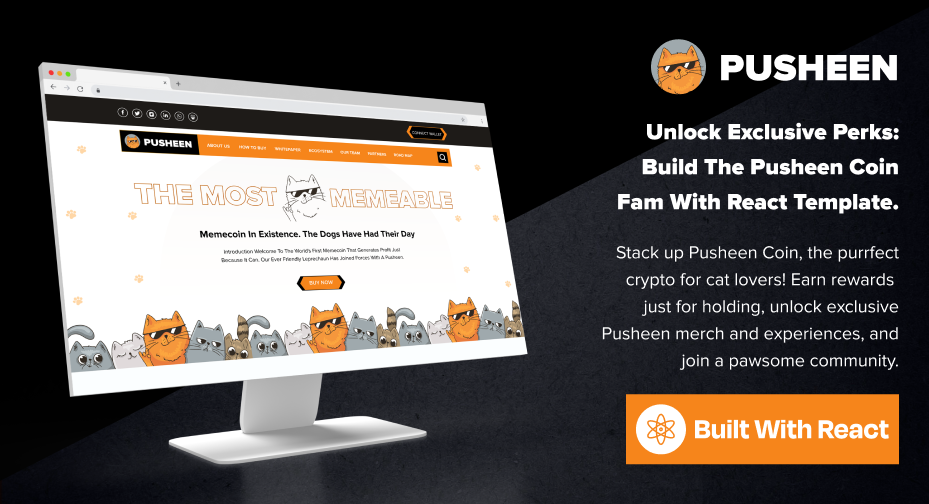 CONNECT WALLET
PUSHEEN
ABOUT US HOW TO BUY WHITEPAPER ECOSYSTEM OUR TEAM PARTNERS ROAD MAP
THE MOST MEMEABLE
Memecoin In Existence. The Dogs Have Had Their Day
Introduction Welcome To The World's First Memecoin That Generates Profit Just
Because It Can. Our Ever Friendly Leprechaun Has Joined Forces With A Pusheen.
BUY NOW
PUSHEEN
Unlock Exclusive Perks:
Build The Pusheen Coin
Fam With React Template.
Stack up Pusheen Coin, the purrfect
crypto for cat lovers! Earn rewards
just for holding, unlock exclusive
Pusheen merch and experiences, and
join a pawsome community.
Built With React